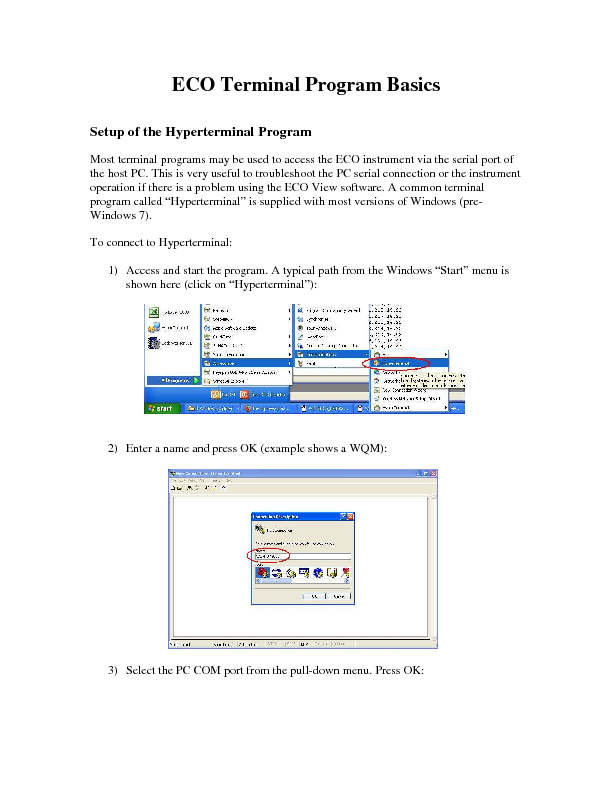 ECO Terminal Program Basics
Setup of the Hyperterminal Program
Most terminal programs may be used to access the ECO instrument via the serial port of
the host PC. This is very useful to troubleshoot the PC serial connection or the instrument
operation if there is a problem using the ECO View software. A common terminal
program called “Hyperterminal” is supplied with most versions of Windows (pre-
Windows 7).
To connect to Hyperterminal:
1) Access and start the program. A typical path from the Windows “Start” menu is
shown here (click on “Hyperterminal”):
start
2) Enter a name and press OK (example shows a WQM):
Connection Description
OK
Cancel
3) Select the PC COM port from the pull-down menu. Press OK: